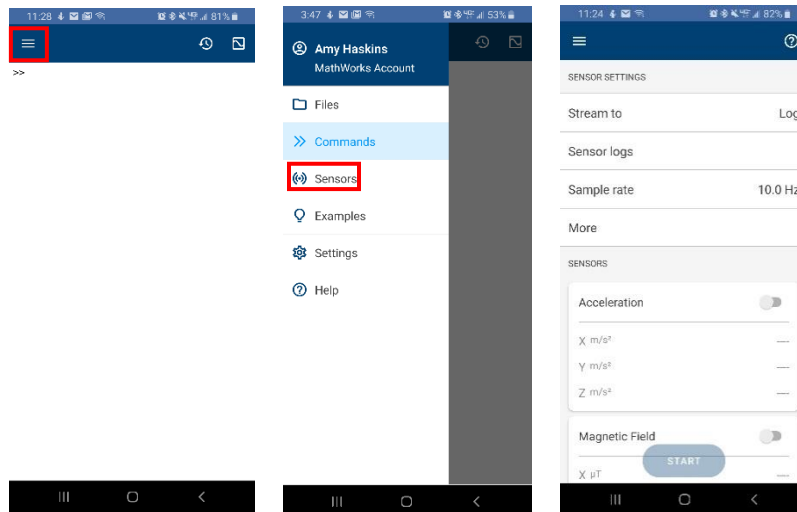 11:28
81%
>>
3:47
53%
Amy Haskins
MathWorks Account
Files
Commands
Sensors
Examples
Settings
Help
11:24
82%
SENSOR SETTINGS
Stream to Log
Sensor logs
Sample rate 10.0 Hz
More
SENSORS
Acceleration
X m/s²
Y m/s²
Z m/s²
Magnetic Field
START
X μT